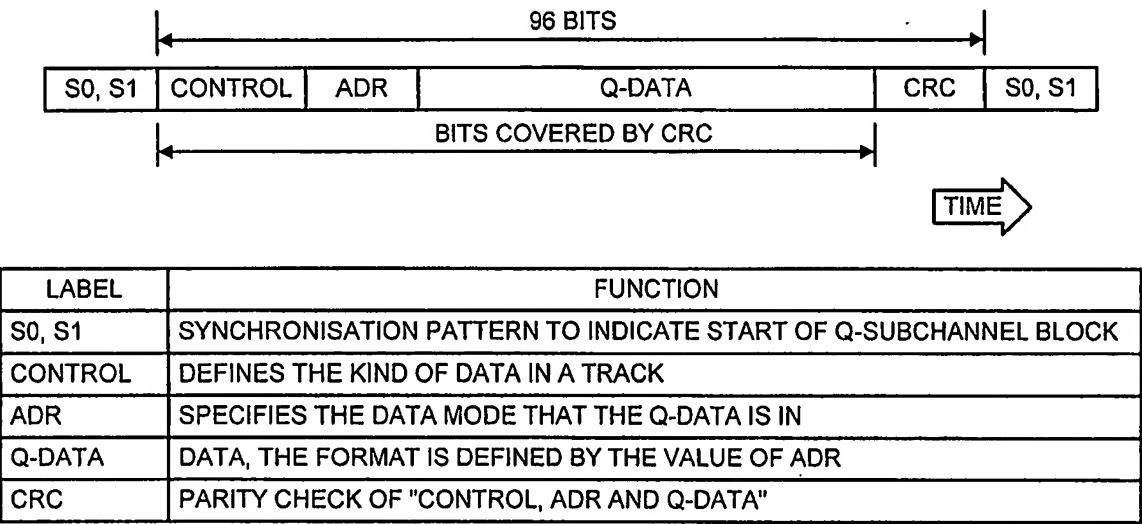 96 BITS
S0, S1 CONTROL ADR Q-DATA CRC S0, S1
BITS COVERED BY CRC
TIME
LABEL FUNCTION
S0, S1 SYNCHRONISATION PATTERN TO INDICATE START OF Q-SUBCHANNEL BLOCK
CONTROL DEFINES THE KIND OF DATA IN A TRACK
ADR SPECIFIES THE DATA MODE THAT THE Q-DATA IS IN
Q-DATA DATA, THE FORMAT IS DEFINED BY THE VALUE OF ADR
CRC PARITY CHECK OF "CONTROL, ADR AND Q-DATA"